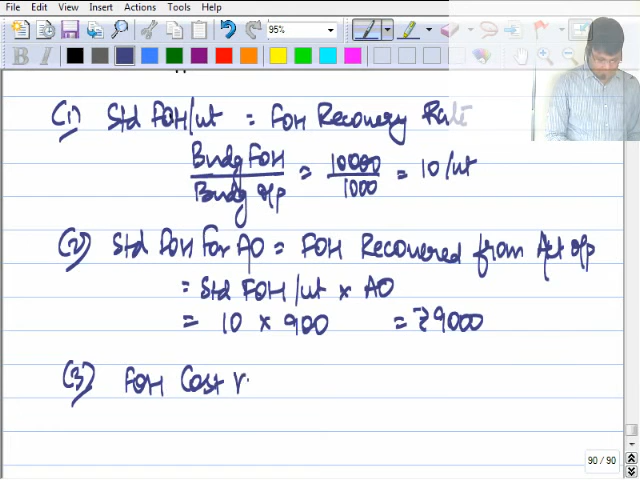 File Edit View Insert Actions Tools Help
95%
B I
(1) Std FOH/ut = FOH Recovery Rate
Budg FOH / Budg o/p = 10000 / 1000 = 10/ut
(2) Std FOH for AO = FOH Recovered from Act o/p
= Std FOH/ut × AO
= 10 × 900 = ₹9000
(3) FOH Cost V
90 / 90